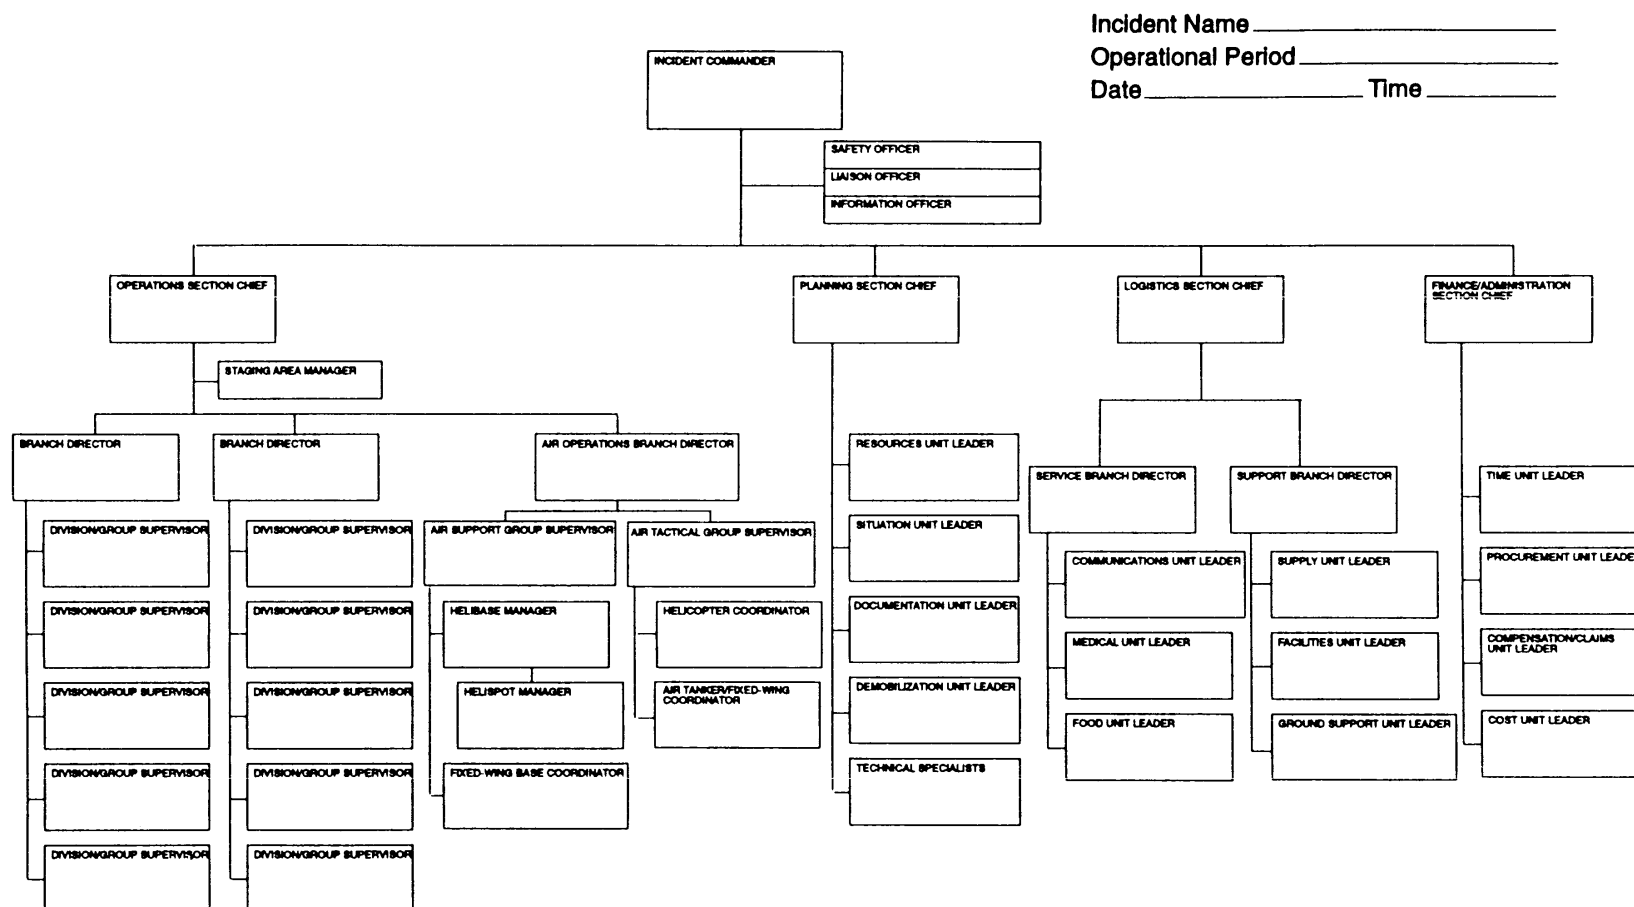 Incident Name
Operational Period
Date Time
INCIDENT COMMANDER
SAFETY OFFICER
LIAISON OFFICER
INFORMATION OFFICER
OPERATIONS SECTION CHIEF
PLANNING SECTION CHIEF
LOGISTICS SECTION CHIEF
FINANCE/ADMINISTRATION
SECTION CHIEF
STAGING AREA MANAGER
BRANCH DIRECTOR
BRANCH DIRECTOR
AIR OPERATIONS BRANCH DIRECTOR
DIVISION/GROUP SUPERVISOR
DIVISION/GROUP SUPERVISOR
DIVISION/GROUP SUPERVISOR
DIVISION/GROUP SUPERVISOR
DIVISION/GROUP SUPERVISOR
DIVISION/GROUP SUPERVISOR
DIVISION/GROUP SUPERVISOR
DIVISION/GROUP SUPERVISOR
DIVISION/GROUP SUPERVISOR
DIVISION/GROUP SUPERVISOR
AIR SUPPORT GROUP SUPERVISOR
HELIBASE MANAGER
HELISPOT MANAGER
FIXED-WING BASE COORDINATOR
AIR TACTICAL GROUP SUPERVISOR
HELICOPTER COORDINATOR
AIR TANKER/FIXED-WING
COORDINATOR
RESOURCES UNIT LEADER
SITUATION UNIT LEADER
DOCUMENTATION UNIT LEADER
DEMOBILIZATION UNIT LEADER
TECHNICAL SPECIALISTS
SERVICE BRANCH DIRECTOR
COMMUNICATIONS UNIT LEADER
MEDICAL UNIT LEADER
FOOD UNIT LEADER
SUPPORT BRANCH DIRECTOR
SUPPLY UNIT LEADER
FACILITIES UNIT LEADER
GROUND SUPPORT UNIT LEADER
TIME UNIT LEADER
PROCUREMENT UNIT LEADE
COMPENSATION/CLAIMS
UNIT LEADER
COST UNIT LEADER